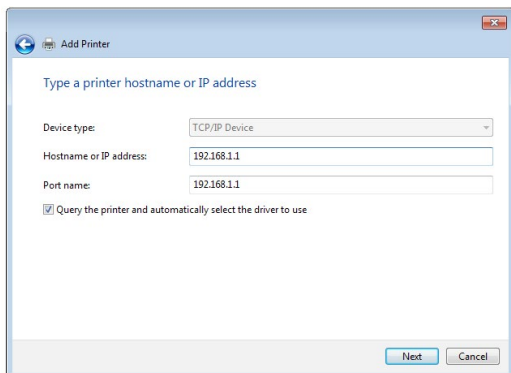 Add Printer
Type a printer hostname or IP address
Device type: TCP/IP Device
Hostname or IP address: 192.168.1.1
Port name: 192.168.1.1
Query the printer and automatically select the driver to use
Next Cancel